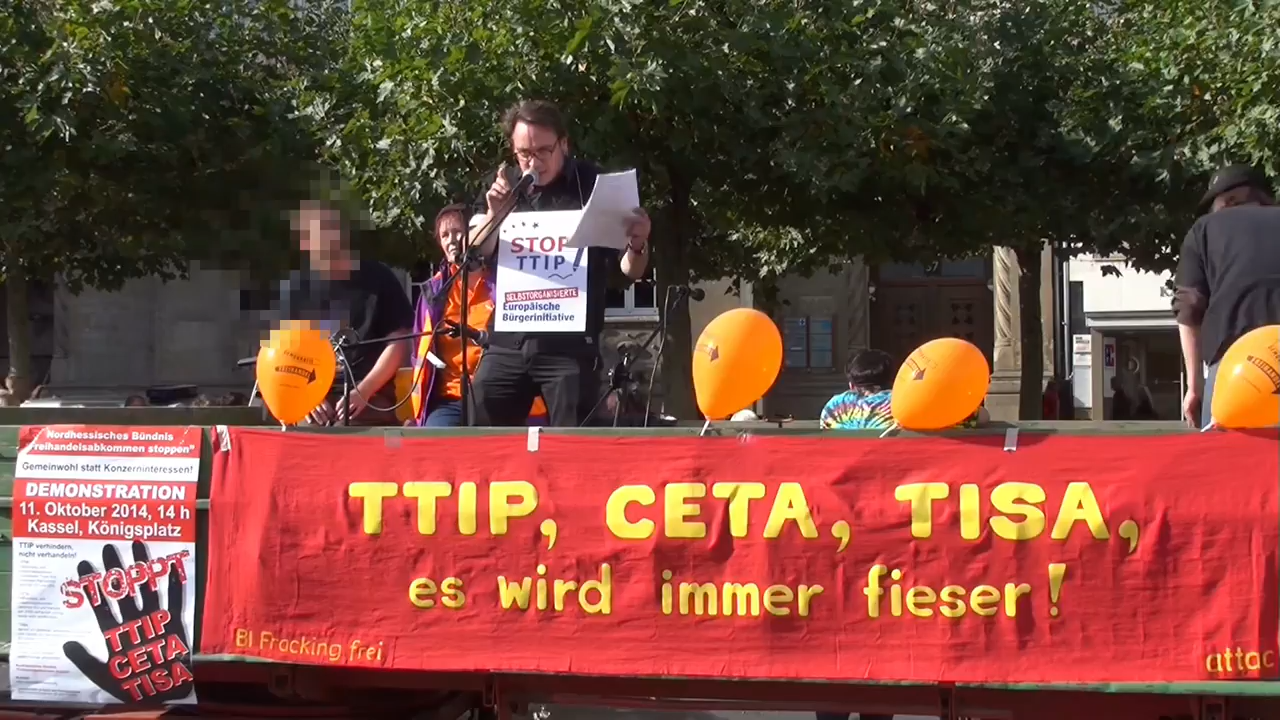 STOP
TTIP!
SELBSTORGANISIERTE
Europäische
Bürgerinitiative
Nordhessisches Bündnis
Freihandelsabkommen stoppen"
Gemeinwohl statt Konzerninteressen!
DEMONSTRATION
11. Oktober 2014, 14 h
Kassel, Königsplatz
TTIP verhindern,
nicht verhandeln!
STOPPT
TTIP
CETA
TISA
TTIP, CETA, TISA,
es wird immer fieser!
BI Fracking frei
attac